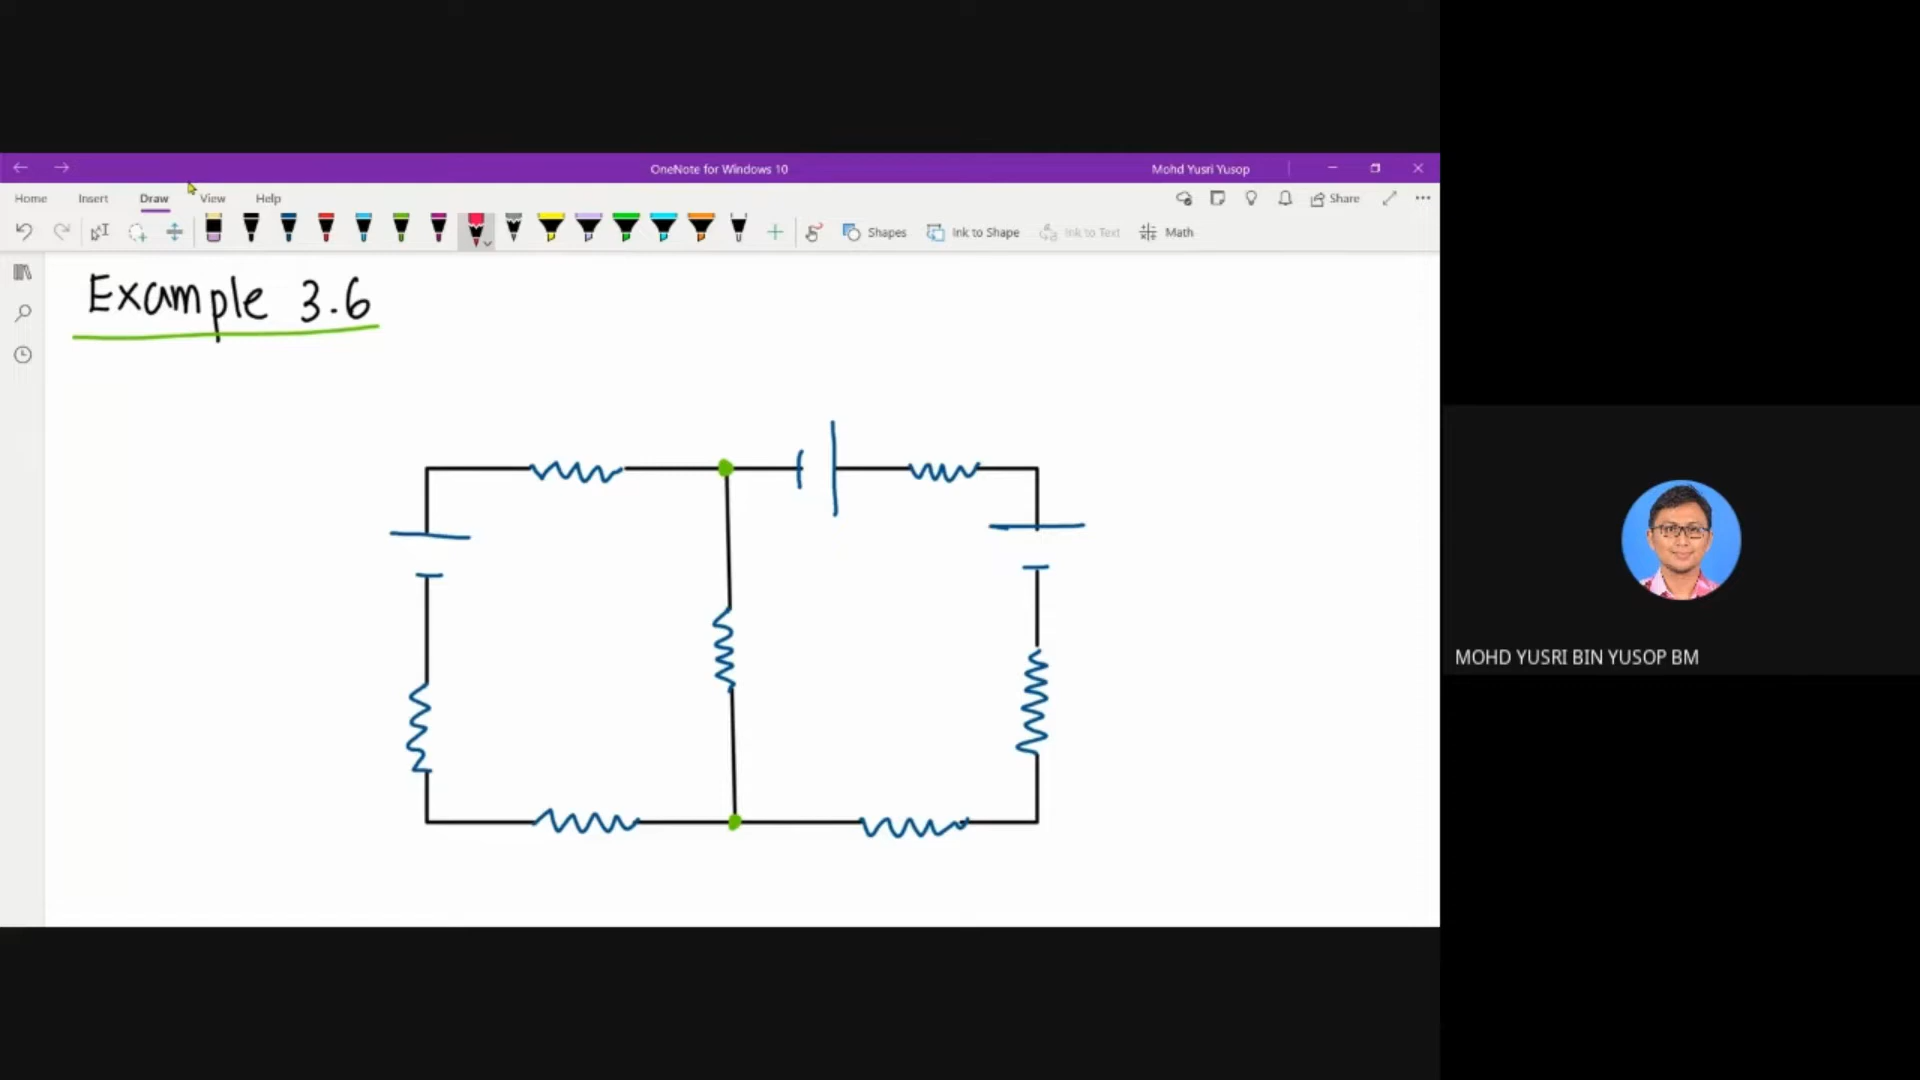 OneNote for Windows 10
Mohd Yusri Yusop
Home Insert Draw View Help
Share
Shapes Ink to Shape Ink to Text Math
Example 3.6
MOHD YUSRI BIN YUSOP BM